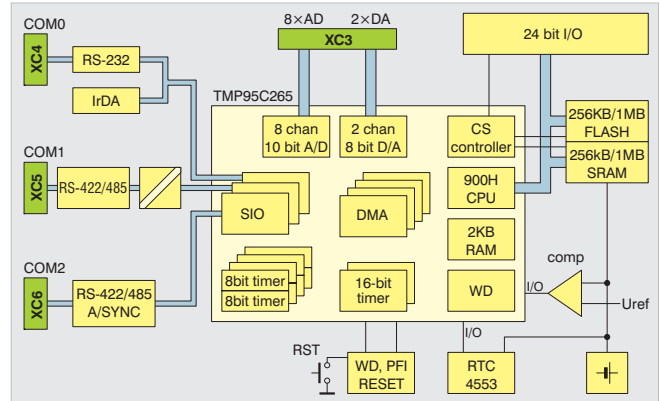 COM0
XC4
RS-232
IrDA
8×AD 2×DA
XC3
24 bit I/O
TMP95C265
8 chan
10 bit A/D
2 chan
8 bit D/A
CS
controller
256KB/1MB
FLASH
256kB/1MB
SRAM
COM1
XC5
RS-422/485
SIO
DMA
900H
CPU
2KB
RAM
COM2
XC6
RS-422/485
A/SYNC
8bit timer
8bit timer
16-bit
timer
WD
I/O
comp
Uref
RST
WD, PFI
RESET
I/O
RTC
4553